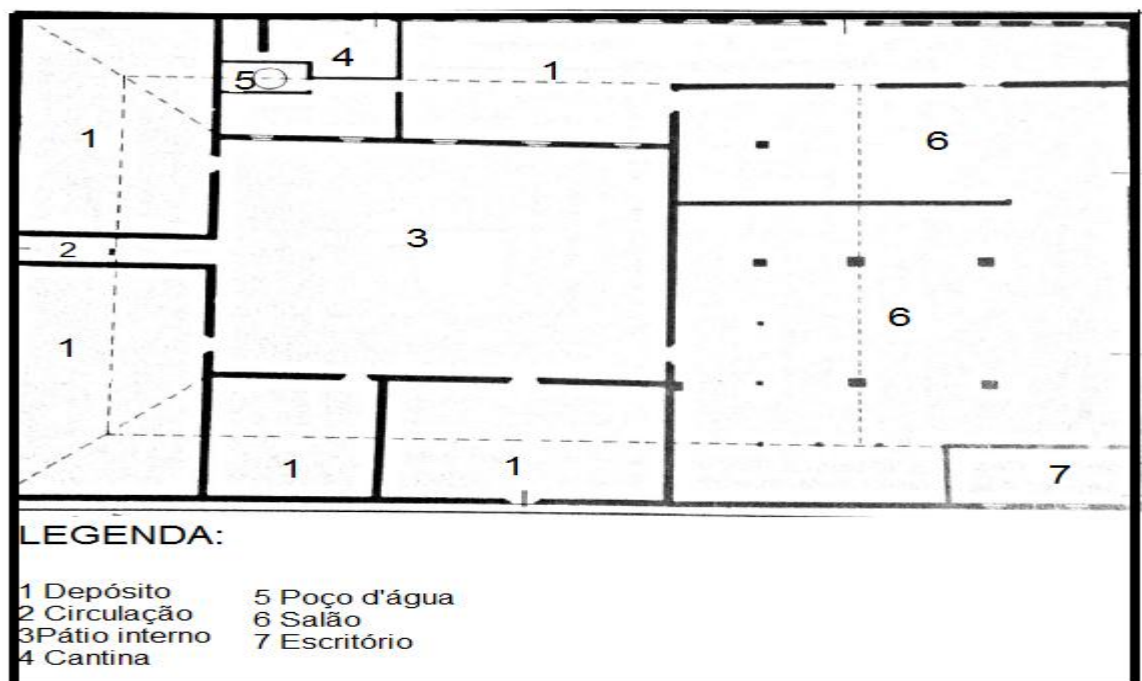 4
5
1
1
6
3
2
6
1
1
1
7
LEGENDA:
1 Depósito
2 Circulação
3Pátio interno
4 Cantina
5 Poço d'água
6 Salão
7 Escritório